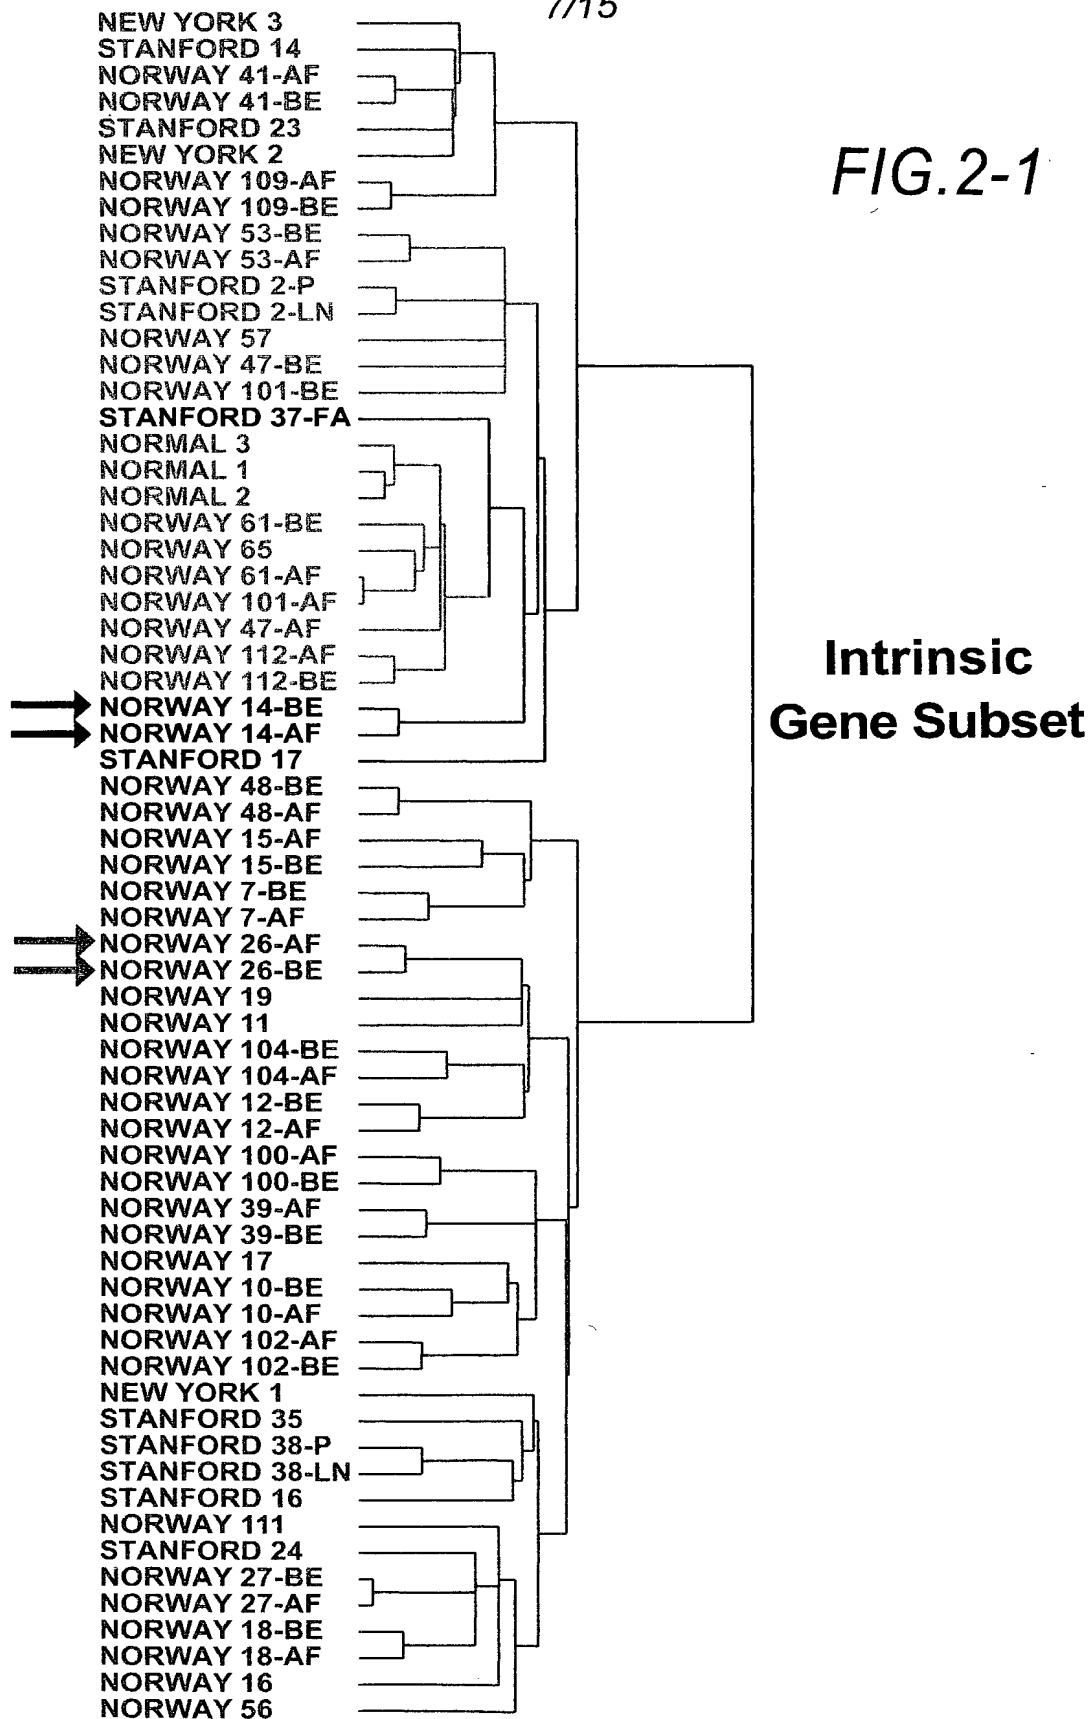 7/15
FIG.2-1
NEW YORK 3
STANFORD 14
NORWAY 41-AF
NORWAY 41-BE
STANFORD 23
NEW YORK 2
NORWAY 109-AF
NORWAY 109-BE
NORWAY 53-BE
NORWAY 53-AF
STANFORD 2-P
STANFORD 2-LN
NORWAY 57
NORWAY 47-BE
NORWAY 101-BE
STANFORD 37-FA
NORMAL 3
NORMAL 1
NORMAL 2
NORWAY 61-BE
NORWAY 65
NORWAY 61-AF
NORWAY 101-AF
NORWAY 47-AF
NORWAY 112-AF
NORWAY 112-BE
NORWAY 14-BE
NORWAY 14-AF
STANFORD 17
NORWAY 48-BE
NORWAY 48-AF
NORWAY 15-AF
NORWAY 15-BE
NORWAY 7-BE
NORWAY 7-AF
NORWAY 26-AF
NORWAY 26-BE
NORWAY 19
NORWAY 11
NORWAY 104-BE
NORWAY 104-AF
NORWAY 12-BE
NORWAY 12-AF
NORWAY 100-AF
NORWAY 100-BE
NORWAY 39-AF
NORWAY 39-BE
NORWAY 17
NORWAY 10-BE
NORWAY 10-AF
NORWAY 102-AF
NORWAY 102-BE
NEW YORK 1
STANFORD 35
STANFORD 38-P
STANFORD 38-LN
STANFORD 16
NORWAY 111
STANFORD 24
NORWAY 27-BE
NORWAY 27-AF
NORWAY 18-BE
NORWAY 18-AF
NORWAY 16
NORWAY 56
Intrinsic
Gene Subset